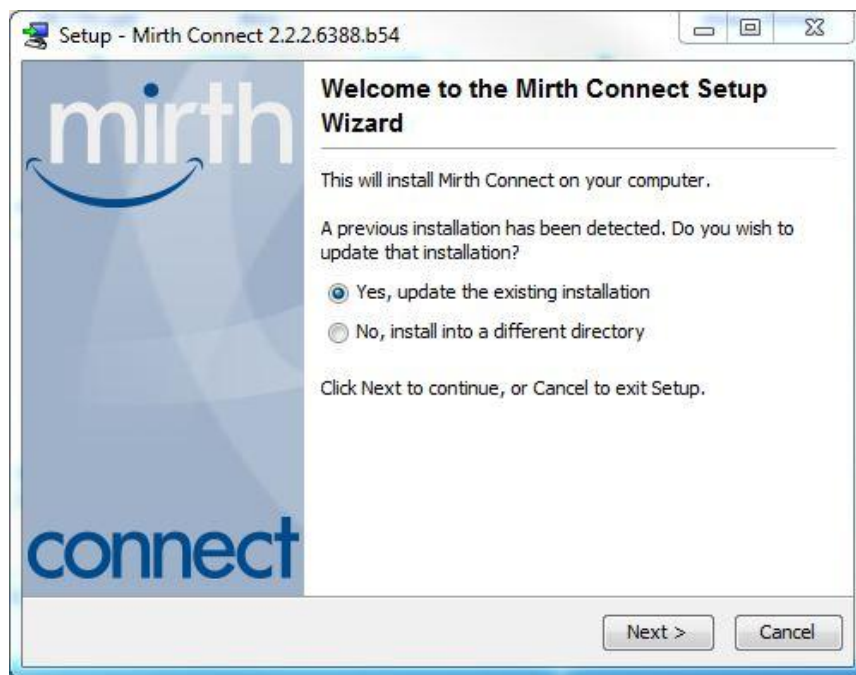 Setup - Mirth Connect 2.2.2.6388.b54
mirth
connect
Welcome to the Mirth Connect Setup
Wizard
This will install Mirth Connect on your computer.
A previous installation has been detected. Do you wish to
update that installation?
Yes, update the existing installation
No, install into a different directory
Click Next to continue, or Cancel to exit Setup.
Next >
Cancel